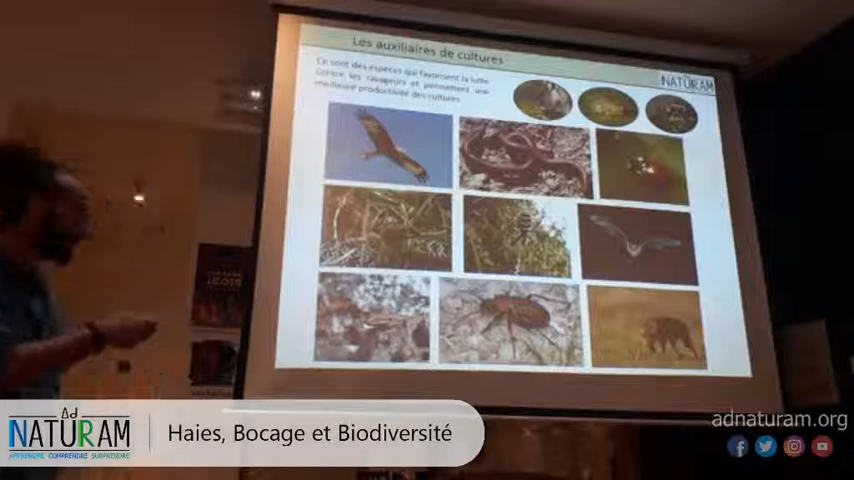 Les auxiliaires de cultures
Ce sont des espèces qui favorisent la lutte
contre les ravageurs et permettent une
meilleure productivité des cultures
NATURAM
Ad
NATURAM
APPRENDRE COMPRENDRE SURPRENDRE
Haies, Bocage et Biodiversité
adnaturam.org